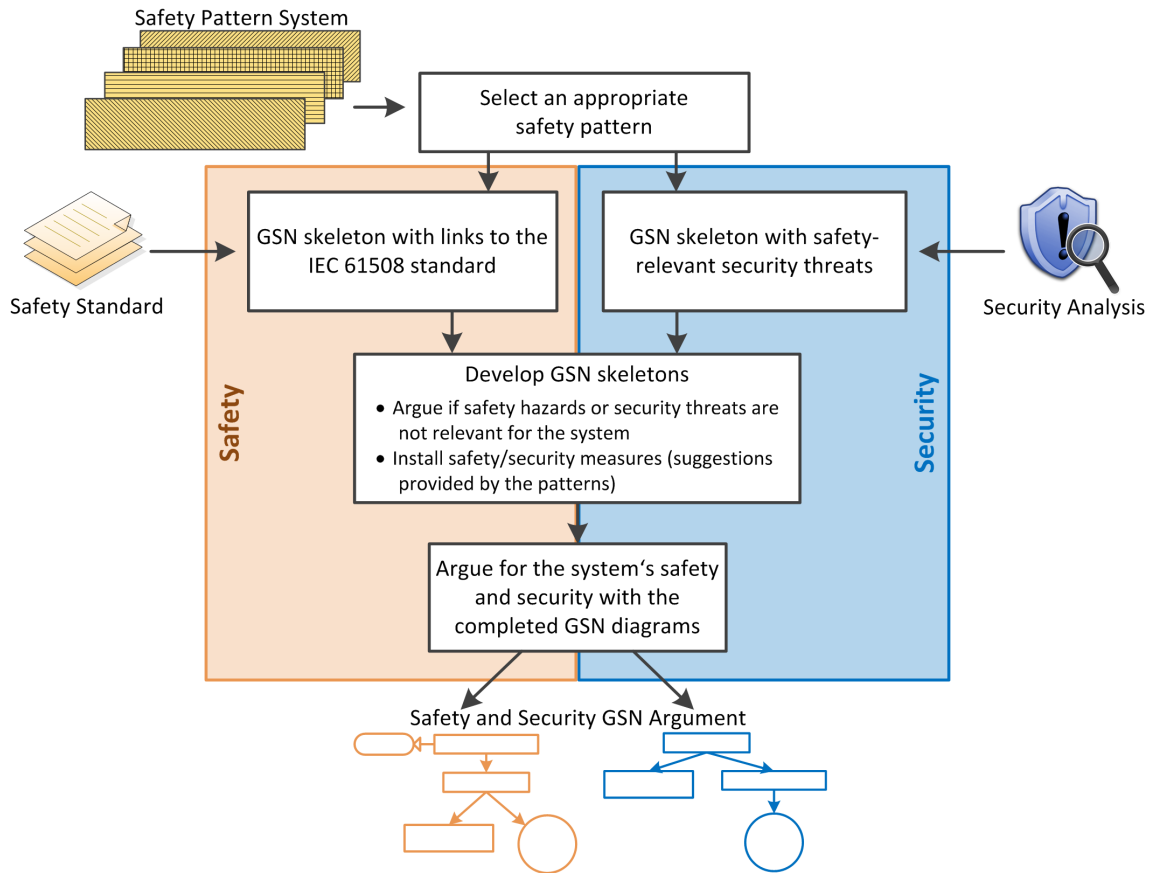 Safety Pattern System
Select an appropriate
safety pattern
GSN skeleton with links to the
IEC 61508 standard
GSN skeleton with safety-
relevant security threats
Safety Standard
Security Analysis
Develop GSN skeletons
• Argue if safety hazards or security threats are
not relevant for the system
• Install safety/security measures (suggestions
provided by the patterns)
Safety
Security
Argue for the system‘s safety
and security with the
completed GSN diagrams
Safety and Security GSN Argument